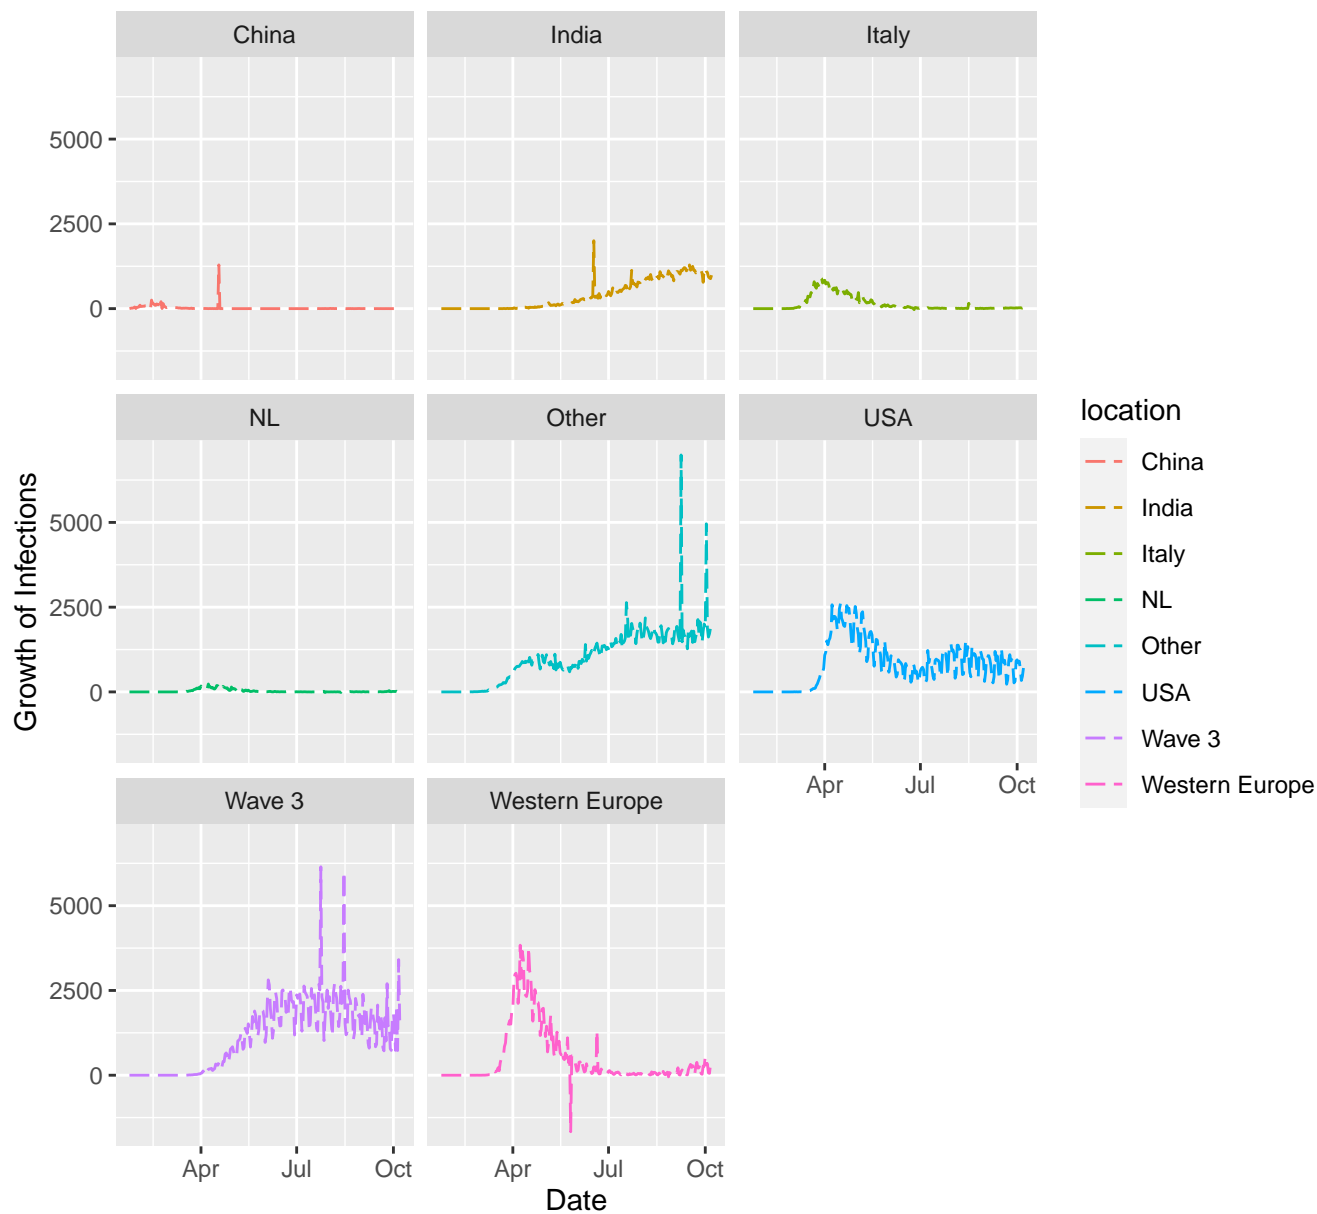 China
India
Italy
5000
2500
0
NL
Other
USA
5000
2500
0
Apr
Jul
Oct
Wave 3
Western Europe
5000
2500
0
Apr
Jul
Oct
Apr
Jul
Oct
Date
Growth of Infections
location
China
India
Italy
NL
Other
USA
Wave 3
Western Europe